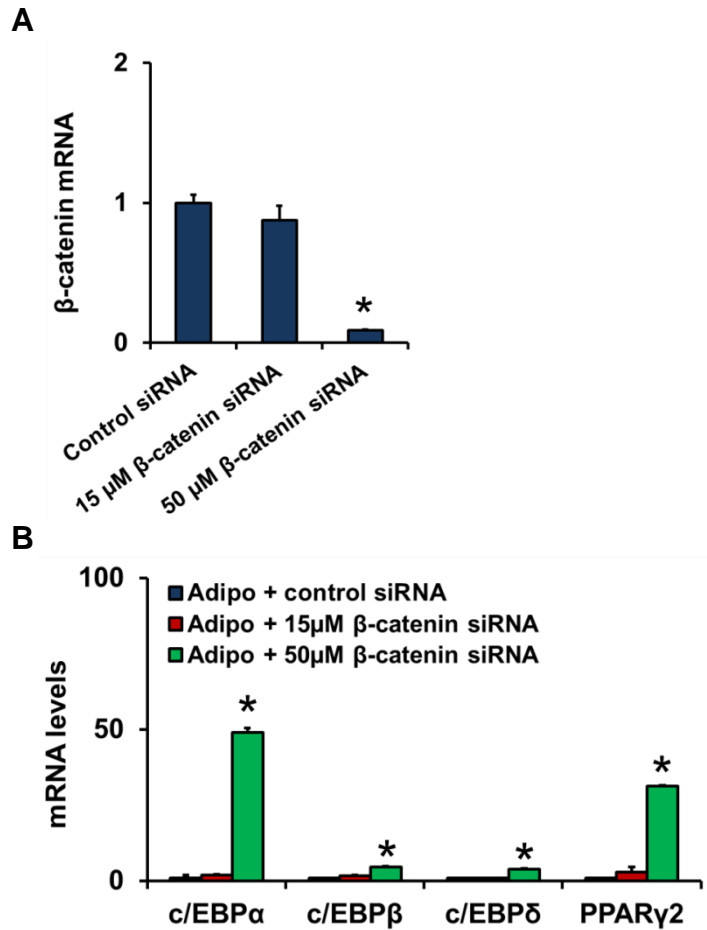 A
2
1
0
β-catenin mRNA
*
Control siRNA
15 µM β-catenin siRNA
50 µM β-catenin siRNA
B
100
50
0
mRNA levels
Adipo + control siRNA
Adipo + 15µM β-catenin siRNA
Adipo + 50µM β-catenin siRNA
*
*
*
*
c/EBPα
c/EBPβ
c/EBPδ
PPARγ2